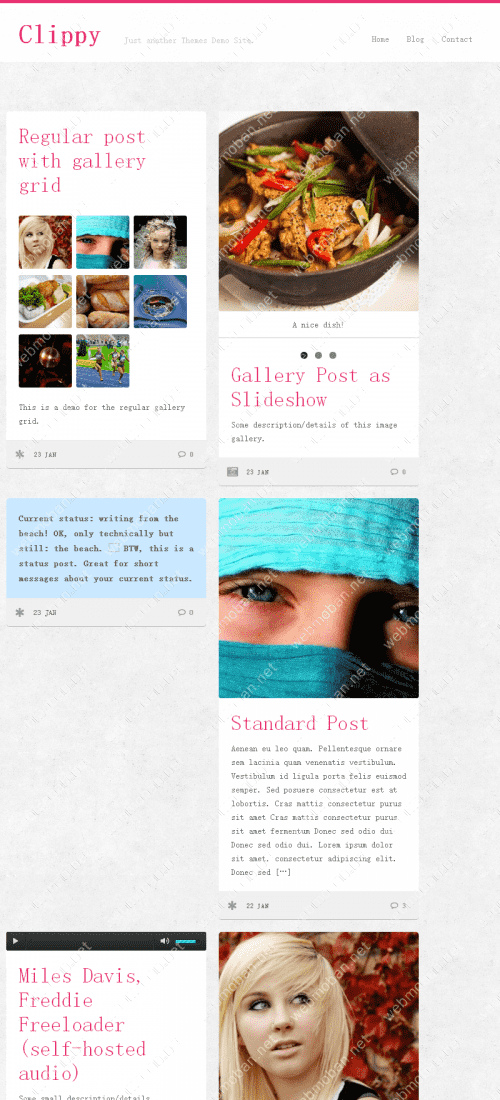 Clippy
Just another Themes Demo Site.
Home Blog Contact
Regular post
with gallery
grid
This is a demo for the regular gallery
grid.
23 JAN 0
A nice dish!
Gallery Post as
Slideshow
Some description/details of this image
gallery.
23 JAN 0
Current status: writing from the
beach! OK, only technically but
still: the beach. BTW, this is a
status post. Great for short
messages about your current status.
23 JAN 0
Standard Post
Aenean eu leo quam. Pellentesque ornare
sem lacinia quam venenatis vestibulum.
Vestibulum id ligula porta felis euismod
semper. Sed posuere consectetur est at
lobortis. Cras mattis consectetur purus
sit amet Cras mattis consectetur purus
sit amet fermentum Donec sed odio dui
Donec sed odio dui. Lorem ipsum dolor
sit amet, consectetur adipiscing elit.
Donec sed […]
22 JAN 3
Miles Davis,
Freddie
Freeloader
(self-hosted
audio)
Some small description/details
webmoban.net